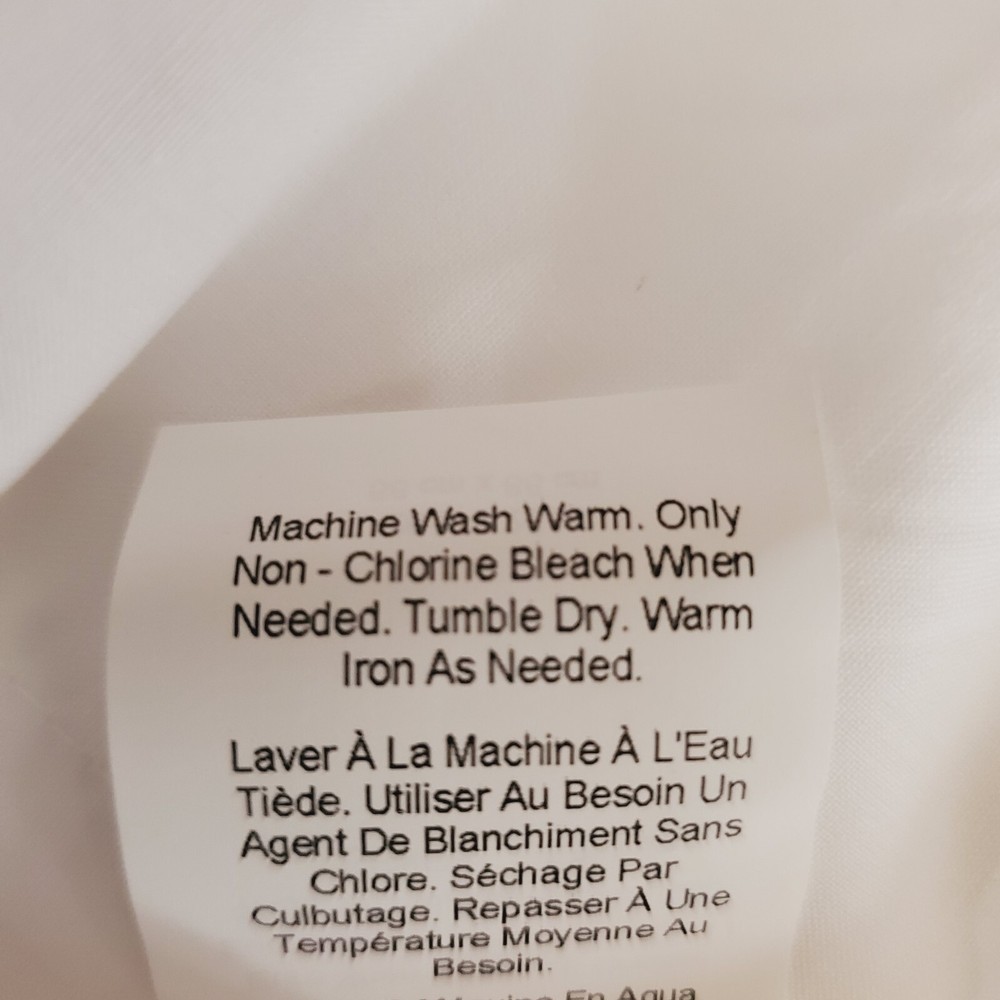 Machine Wash Warm. Only
Non - Chlorine Bleach When
Needed. Tumble Dry. Warm
Iron As Needed.
Laver À La Machine À L'Eau
Tiède. Utiliser Au Besoin Un
Agent De Blanchiment Sans
Chlore. Séchage Par
Culbutage. Repasser À Une
Température Moyenne Au
Besoin.
En Agua